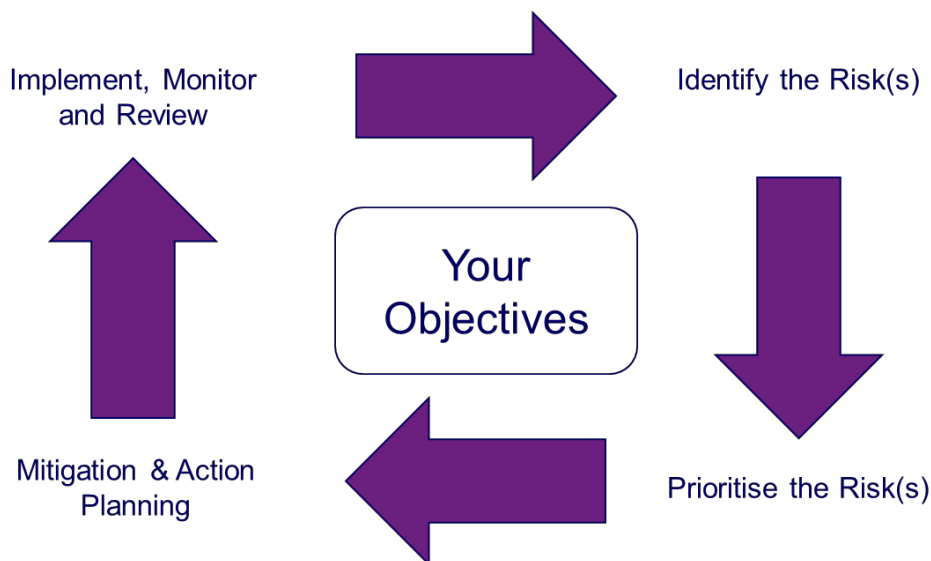 Implement, Monitor
and Review
Identify the Risk(s)
Your
Objectives
Mitigation & Action
Planning
Prioritise the Risk(s)